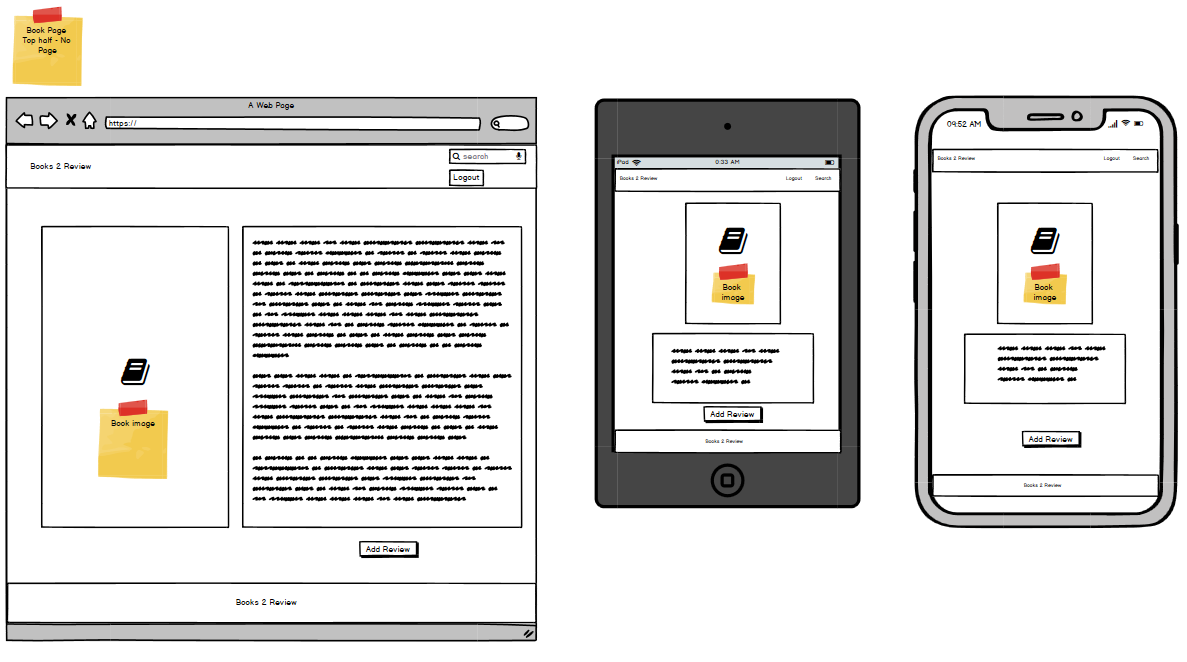 Book Page
Top half - No
Page
A Web Page
https://
Books 2 Review
search
Logout
Book image
Add Review
Books 2 Review
iPad
0:33 AM
Books 2 Review
Logout
Search
Book
image
Add Review
Books 2 Review
09:52 AM
Books 2 Review
Logout
Search
Book
image
Add Review
Books 2 Review